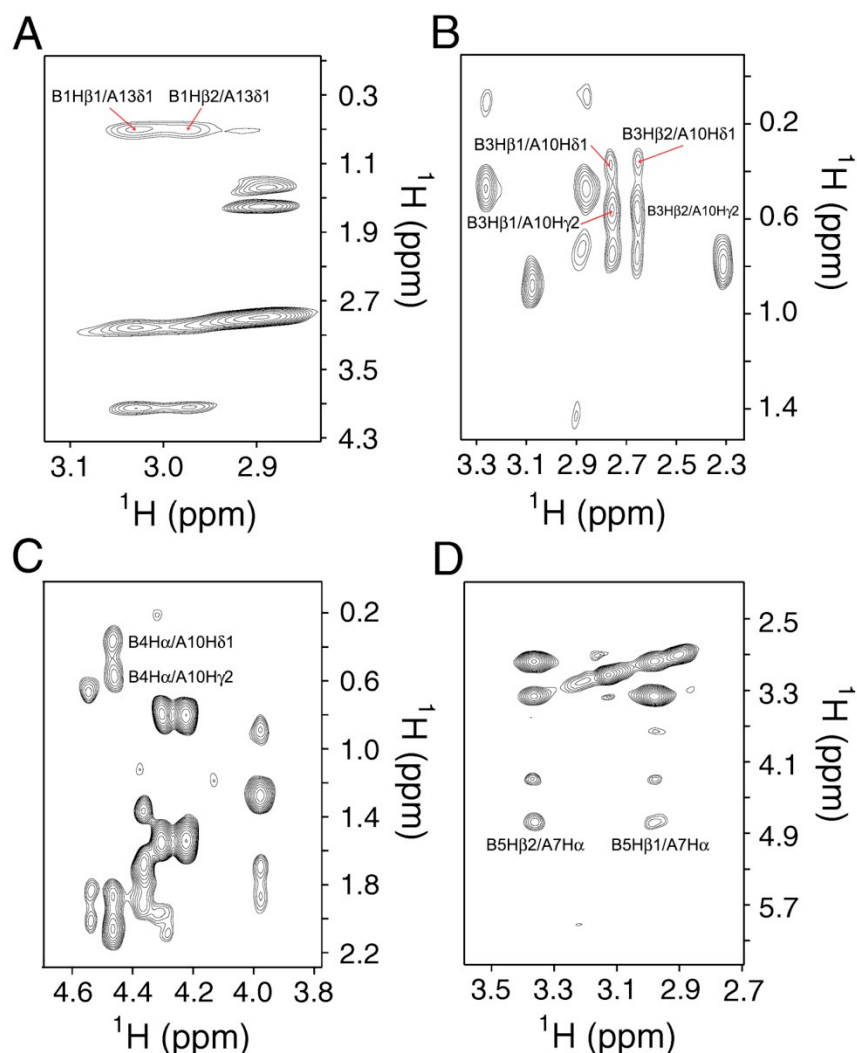 A
B1Hβ1/A13δ1 B1Hβ2/A13δ1
0.3
1.1
1.9
2.7
3.5
4.3
¹H (ppm)
3.1 3.0 2.9
¹H (ppm)
B
B3Hβ1/A10Hδ1
B3Hβ2/A10Hδ1
B3Hβ1/A10Hγ2
B3Hβ2/A10Hγ2
0.2
0.6
1.0
1.4
¹H (ppm)
3.3 3.1 2.9 2.7 2.5 2.3
¹H (ppm)
C
B4Hα/A10Hδ1
B4Hα/A10Hγ2
0.2
0.6
1.0
1.4
1.8
2.2
¹H (ppm)
4.6 4.4 4.2 4.0 3.8
¹H (ppm)
D
B5Hβ2/A7Hα B5Hβ1/A7Hα
2.5
3.3
4.1
4.9
5.7
¹H (ppm)
3.5 3.3 3.1 2.9 2.7
¹H (ppm)